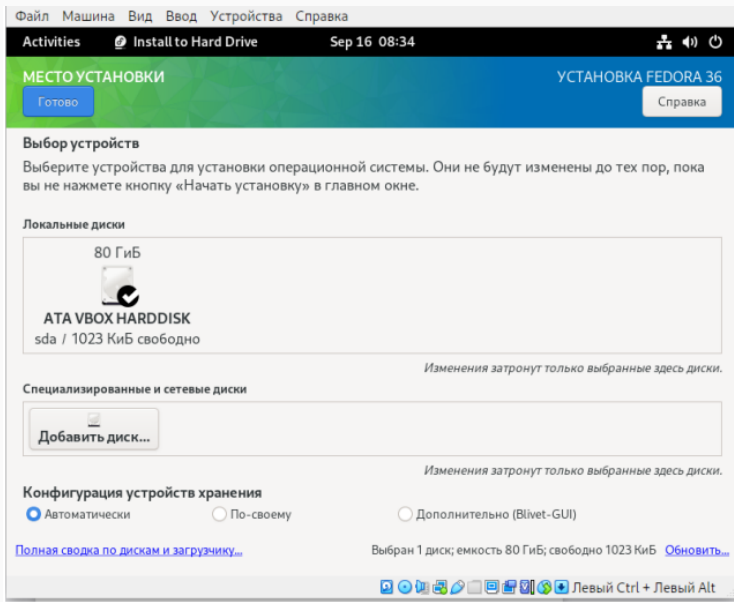 Файл Машина Вид Ввод Устройства Справка
Activities Install to Hard Drive Sep 16 08:34
МЕСТО УСТАНОВКИ УСТАНОВКА FEDORA 36
Готово Справка
Выбор устройств
Выберите устройства для установки операционной системы. Они не будут изменены до тех пор, пока
вы не нажмете кнопку «Начать установку» в главном окне.
Локальные диски
80 ГиБ
ATA VBOX HARDDISK
sda / 1023 КиБ свободно
Изменения затронут только выбранные здесь диски.
Специализированные и сетевые диски
Добавить диск...
Изменения затронут только выбранные здесь диски.
Конфигурация устройств хранения
Автоматически По-своему Дополнительно (Blivet-GUI)
Полная сводка по дискам и загрузчику... Выбран 1 диск; емкость 80 ГиБ; свободно 1023 КиБ Обновить...
Левый Ctrl + Левый Alt